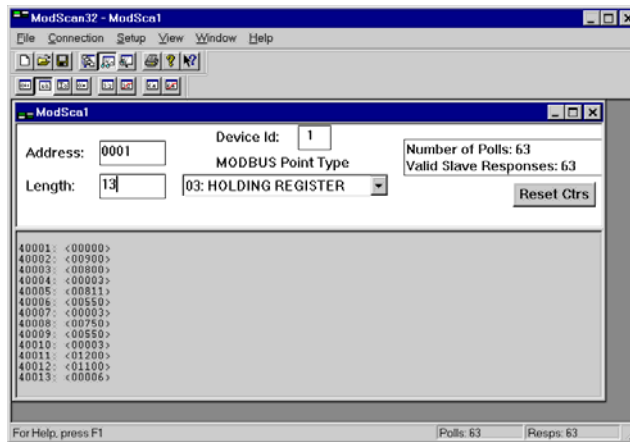 ModScan32 - ModSca1
File Connection Setup View Window Help
ModSca1
Address: 0001
Device Id: 1
MODBUS Point Type
Length: 13
03: HOLDING REGISTER
Number of Polls: 63
Valid Slave Responses: 63
Reset Ctrs
40001: <00000>
40002: <00900>
40003: <00800>
40004: <00003>
40005: <00811>
40006: <00550>
40007: <00003>
40008: <00750>
40009: <00550>
40010: <00003>
40011: <01200>
40012: <01100>
40013: <00006>
For Help, press F1
Polls: 63
Resps: 63